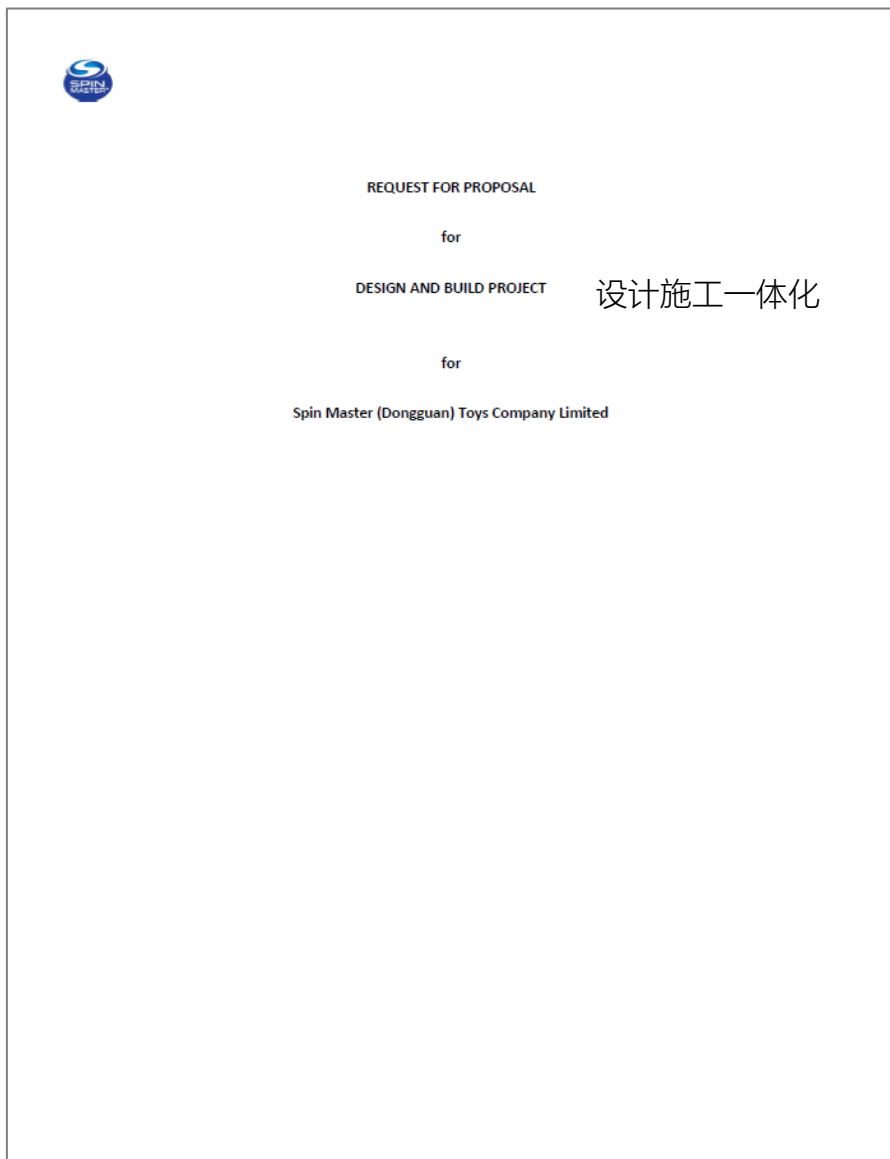 SPIN
MASTER
REQUEST FOR PROPOSAL
for
DESIGN AND BUILD PROJECT 设计施工一体化
for
Spin Master (Dongguan) Toys Company Limited